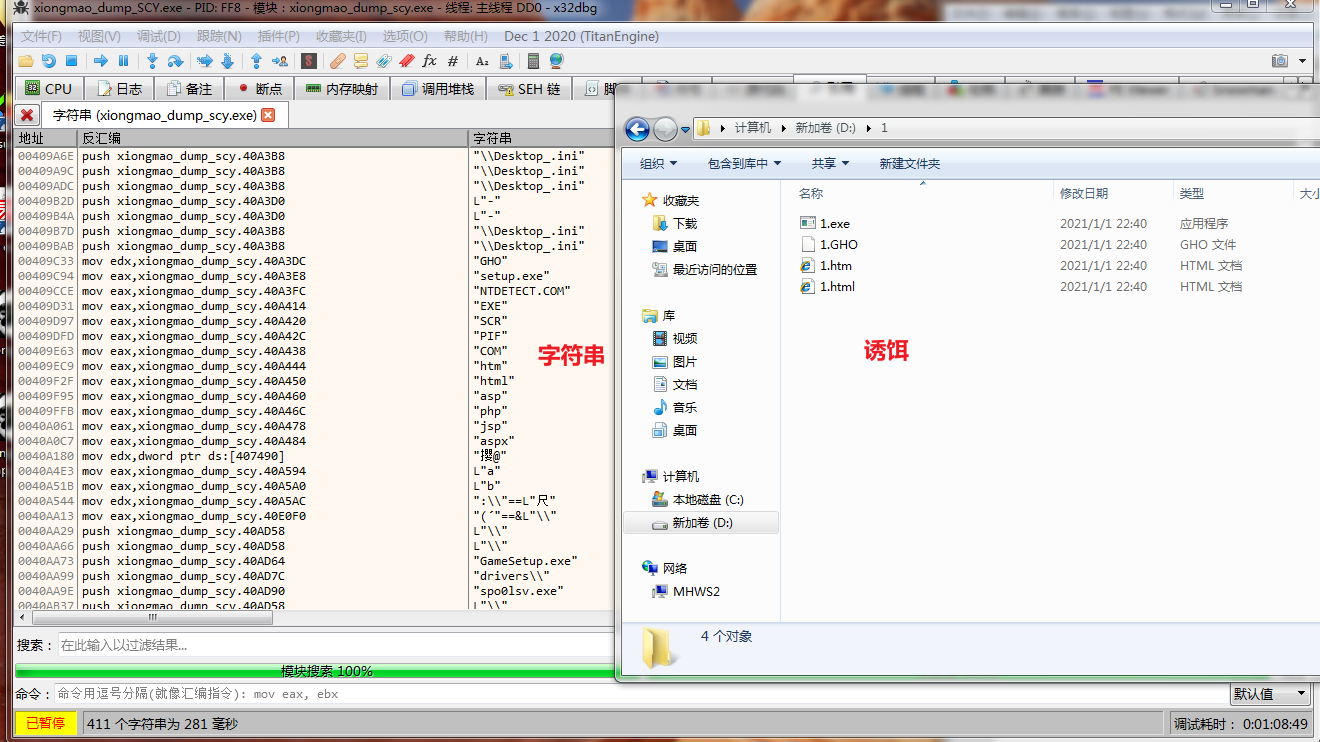 xiongmao_dump_SCY.exe - PID: FF8 - 模块：xiongmao_dump_scy.exe - 线程: 主线程 DD0 - x32dbg
文件(F) 视图(V) 调试(D) 跟踪(N) 插件(P) 收藏夹(I) 选项(O) 帮助(H) Dec 1 2020 (TitanEngine)
CPU 日志 备注 断点 内存映射 调用堆栈 SEH 链
字符串 (xiongmao_dump_scy.exe)
地址 反汇编 字符串
00409A6E push xiongmao_dump_scy.40A3B8 "\\Desktop_.ini"
00409A9C push xiongmao_dump_scy.40A3B8 "\\Desktop_.ini"
00409ADC push xiongmao_dump_scy.40A3B8 "\\Desktop_.ini"
00409B2D push xiongmao_dump_scy.40A3D0 L"-"
00409B4A push xiongmao_dump_scy.40A3D0 L"-"
00409B7D push xiongmao_dump_scy.40A3B8 "\\Desktop_.ini"
00409BAB push xiongmao_dump_scy.40A3B8 "\\Desktop_.ini"
00409C33 mov edx,xiongmao_dump_scy.40A3DC "GHO"
00409C94 mov eax,xiongmao_dump_scy.40A3E8 "setup.exe"
00409CCE mov eax,xiongmao_dump_scy.40A3FC "NTDETECT.COM"
00409D31 mov eax,xiongmao_dump_scy.40A414 "EXE"
00409D97 mov eax,xiongmao_dump_scy.40A420 "SCR"
00409DFD mov eax,xiongmao_dump_scy.40A42C "PIF"
00409E63 mov eax,xiongmao_dump_scy.40A438 "COM"
00409EC9 mov eax,xiongmao_dump_scy.40A444 "htm"
00409F2F mov eax,xiongmao_dump_scy.40A450 "html"
00409F95 mov eax,xiongmao_dump_scy.40A460 "asp"
00409FFB mov eax,xiongmao_dump_scy.40A46C "php"
0040A061 mov eax,xiongmao_dump_scy.40A478 "jsp"
0040A0C7 mov eax,xiongmao_dump_scy.40A484 "aspx"
0040A180 mov edx,dword ptr ds:[407490]
0040A4E3 mov eax,xiongmao_dump_scy.40A594 L"a"
0040A51B mov eax,xiongmao_dump_scy.40A5A0 L"b"
0040A544 mov edx,xiongmao_dump_scy.40A5AC ":\\"==L"尺"
0040AA13 mov eax,xiongmao_dump_scy.40E0F0 "(´"==&L"\\"
0040AA29 push xiongmao_dump_scy.40AD58 L"\\"
0040AA66 push xiongmao_dump_scy.40AD58 L"\\"
0040AA73 push xiongmao_dump_scy.40AD64 "GameSetup.exe"
0040AA99 push xiongmao_dump_scy.40AD7C "drivers\\"
0040AA9E push xiongmao_dump_scy.40AD90 "spo0lsv.exe"
0040AB37 push xiongmao_dump_scy.40AD58 L"\\"
字符串
搜索： 在此输入以过滤结果...
模块搜索 100%
命令： 命令用逗号分隔(就像汇编指令): mov eax, ebx
默认值
已暂停 411 个字符串为 281 毫秒
调试耗时： 0:01:08:49
计算机 新加卷 (D:) 1
组织 包含到库中 共享 新建文件夹
收藏夹
下载
桌面
最近访问的位置
库
视频
图片
文档
音乐
桌面
计算机
本地磁盘 (C:)
新加卷 (D:)
网络
MHWS2
名称 修改日期 类型
1.exe 2021/1/1 22:40 应用程序
1.GHO 2021/1/1 22:40 GHO 文件
1.htm 2021/1/1 22:40 HTML 文档
1.html 2021/1/1 22:40 HTML 文档
诱饵
4 个对象